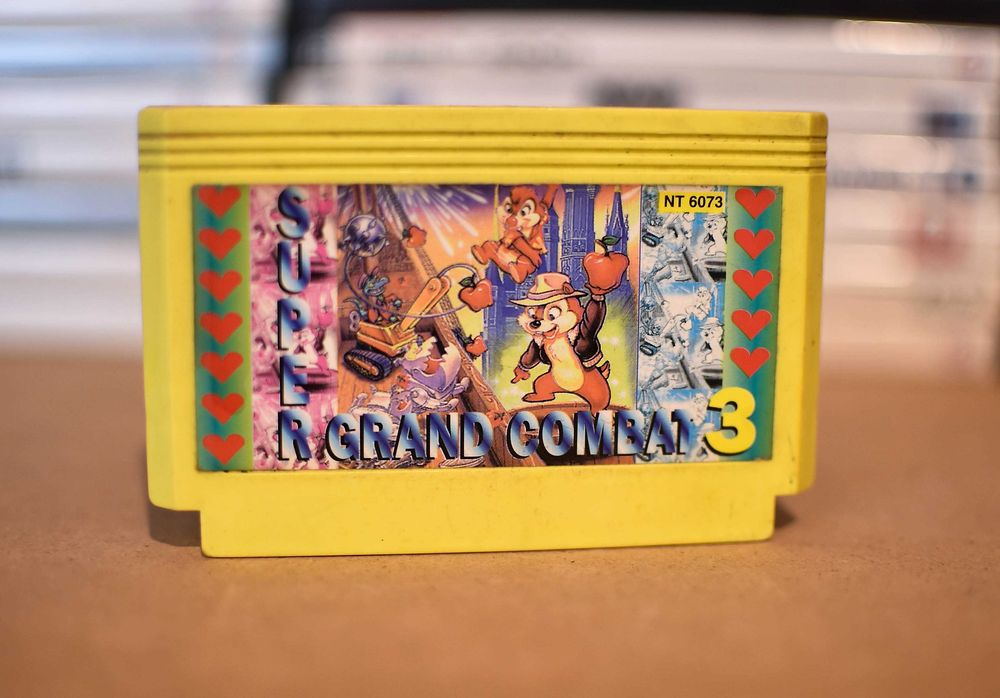 NT 6073
SUPER
GRAND COMBAT 3